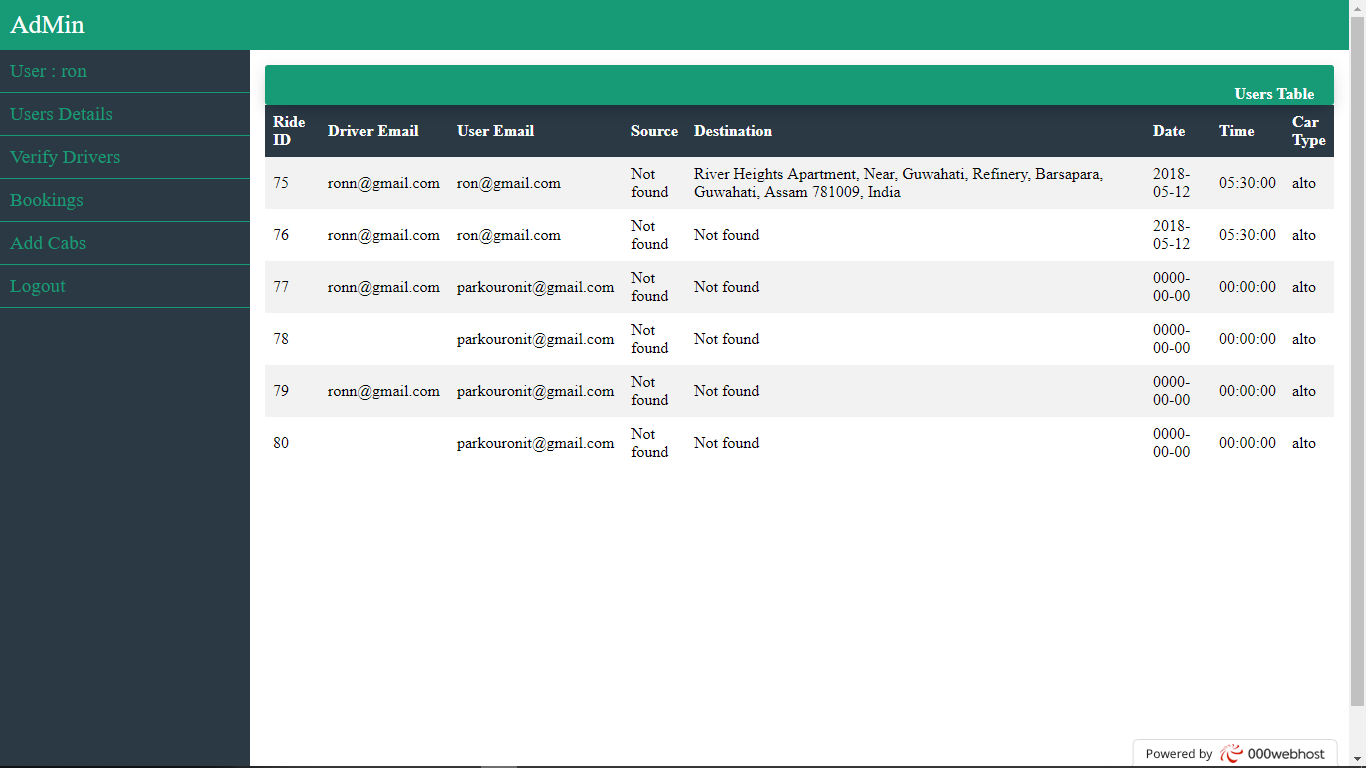 AdMin
User : ron
Users Details
Verify Drivers
Bookings
Add Cabs
Logout
Users Table
Ride ID Driver Email User Email Source Destination Date Time Car Type
75 ronn@gmail.com ron@gmail.com Not found River Heights Apartment, Near, Guwahati, Refinery, Barsapara, Guwahati, Assam 781009, India 2018-05-12 05:30:00 alto
76 ronn@gmail.com ron@gmail.com Not found Not found 2018-05-12 05:30:00 alto
77 ronn@gmail.com parkouronit@gmail.com Not found Not found 0000-00-00 00:00:00 alto
78 parkouronit@gmail.com Not found Not found 0000-00-00 00:00:00 alto
79 ronn@gmail.com parkouronit@gmail.com Not found Not found 0000-00-00 00:00:00 alto
80 parkouronit@gmail.com Not found Not found 0000-00-00 00:00:00 alto
Powered by 000webhost